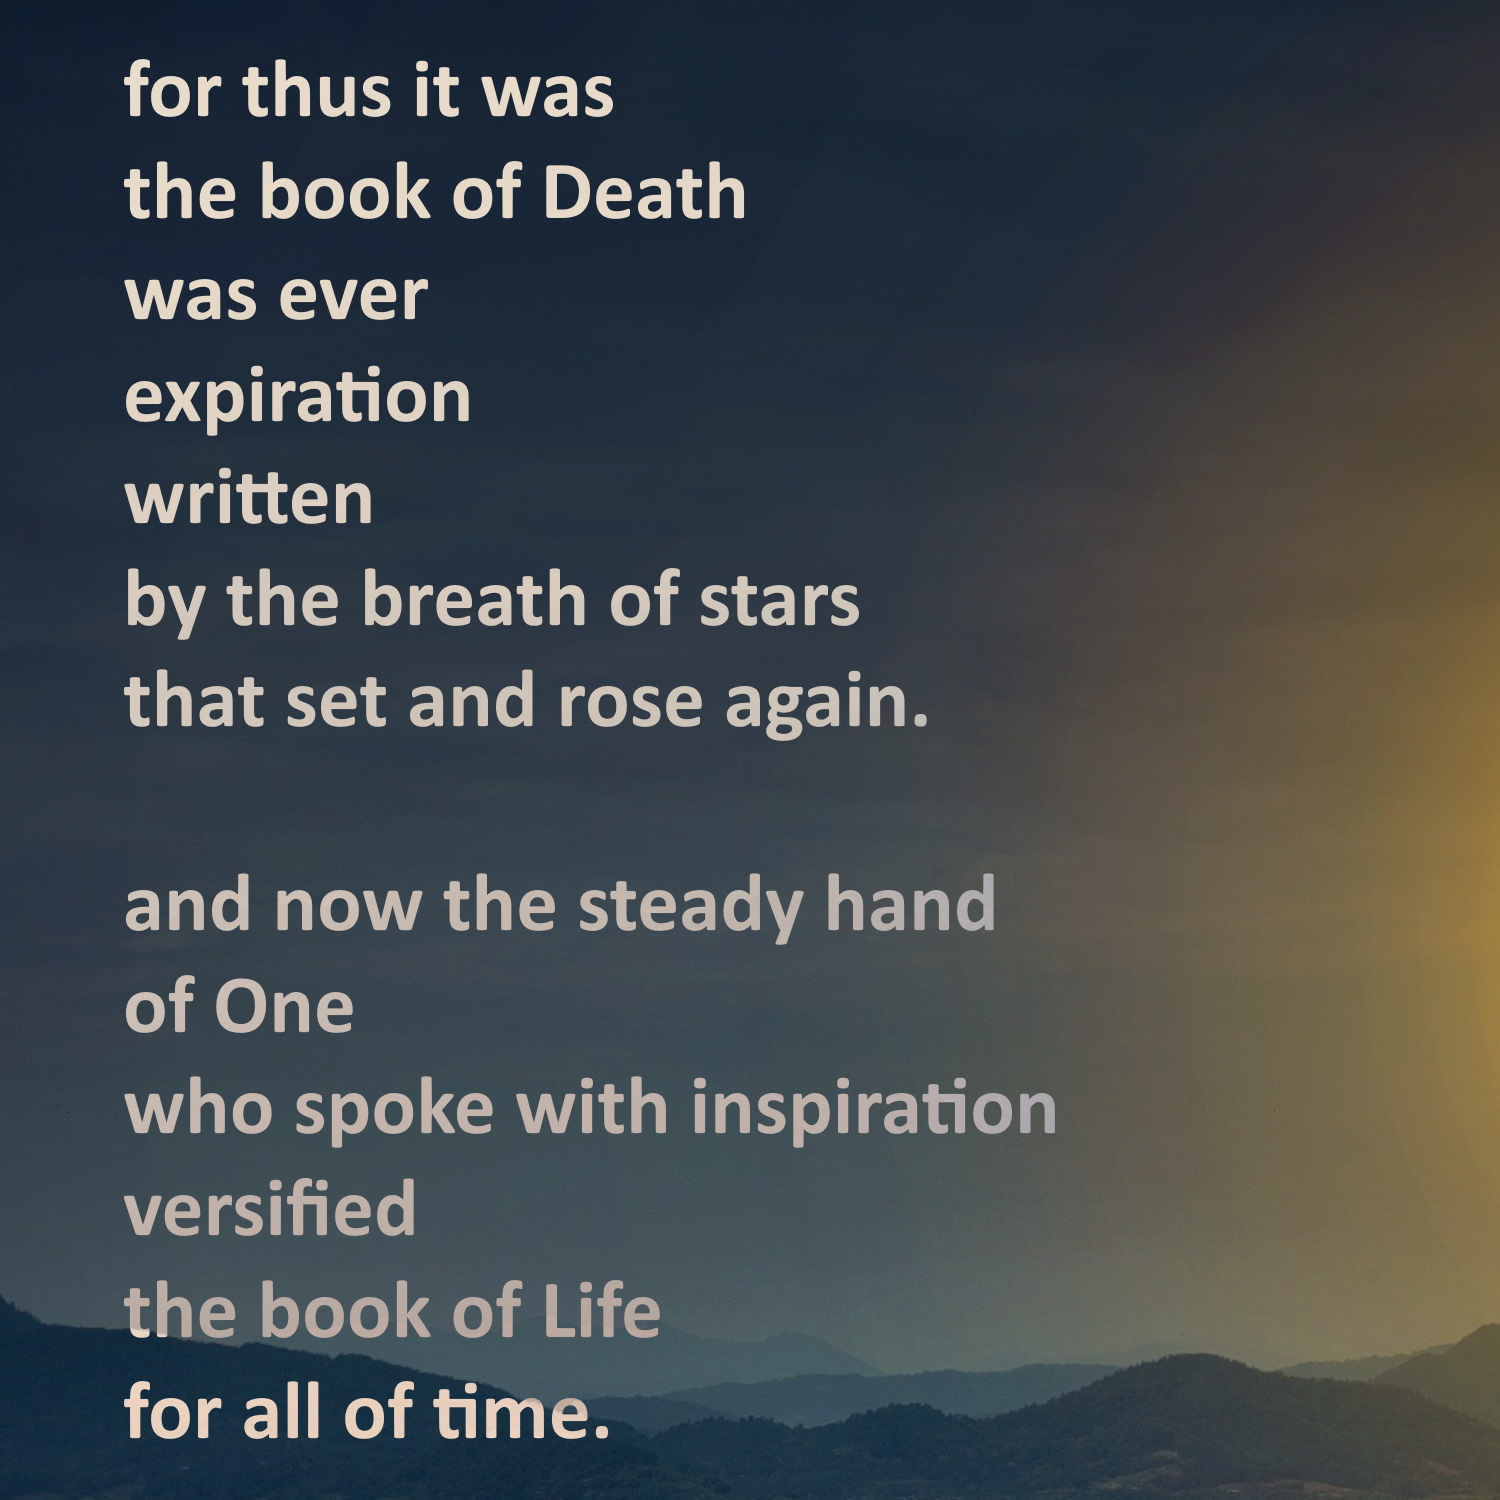 for thus it was
the book of Death
was ever
expiration
written
by the breath of stars
that set and rose again.
and now the steady hand
of One
who spoke with inspiration
versified
the book of Life
for all of time.